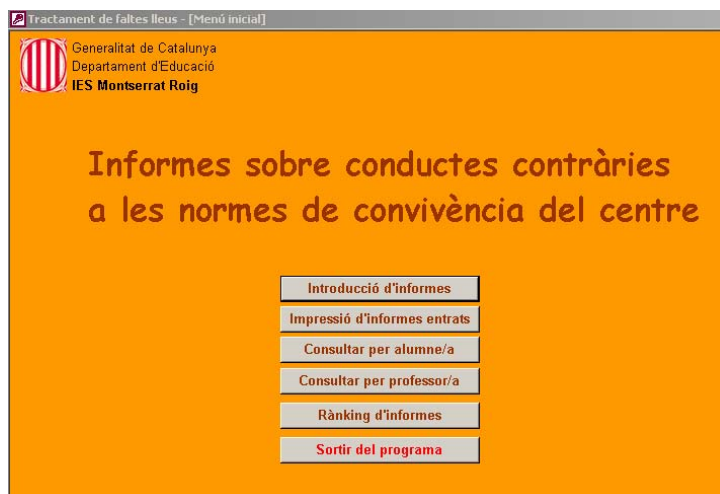 Tractament de faltes lleus - [Menú inicial]
Generalitat de Catalunya
Departament d'Educació
IES Montserrat Roig
Informes sobre conductes contràries
a les normes de convivència del centre
Introducció d'informes
Impressió d'informes entrats
Consultar per alumne/a
Consultar per professor/a
Rànking d'informes
Sortir del programa